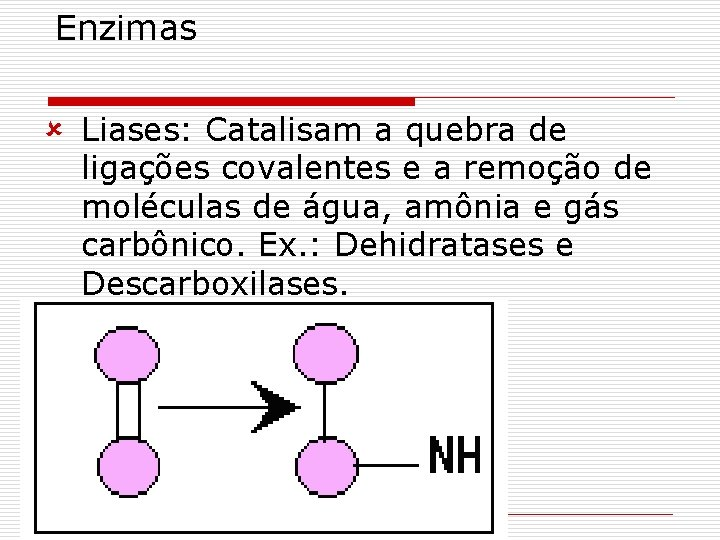 Enzimas
Liases: Catalisam a quebra de
ligações covalentes e a remoção de
moléculas de água, amônia e gás
carbônico. Ex. : Dehidratases e
Descarboxilases.
NH